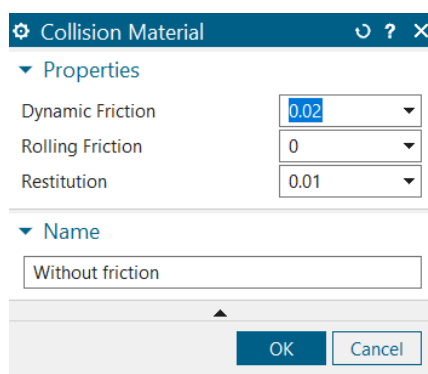 Collision Material ?
Properties
Dynamic Friction 0.02
Rolling Friction 0
Restitution 0.01
Name
Without friction
OK Cancel